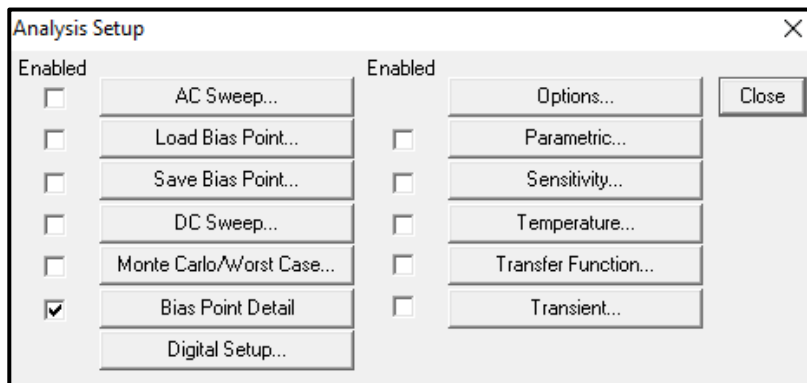 Analysis Setup
Enabled
Enabled
AC Sweep...
Options...
Close
Load Bias Point...
Parametric...
Save Bias Point...
Sensitivity...
DC Sweep...
Temperature...
Monte Carlo/Worst Case...
Transfer Function...
Bias Point Detail
Transient...
Digital Setup...